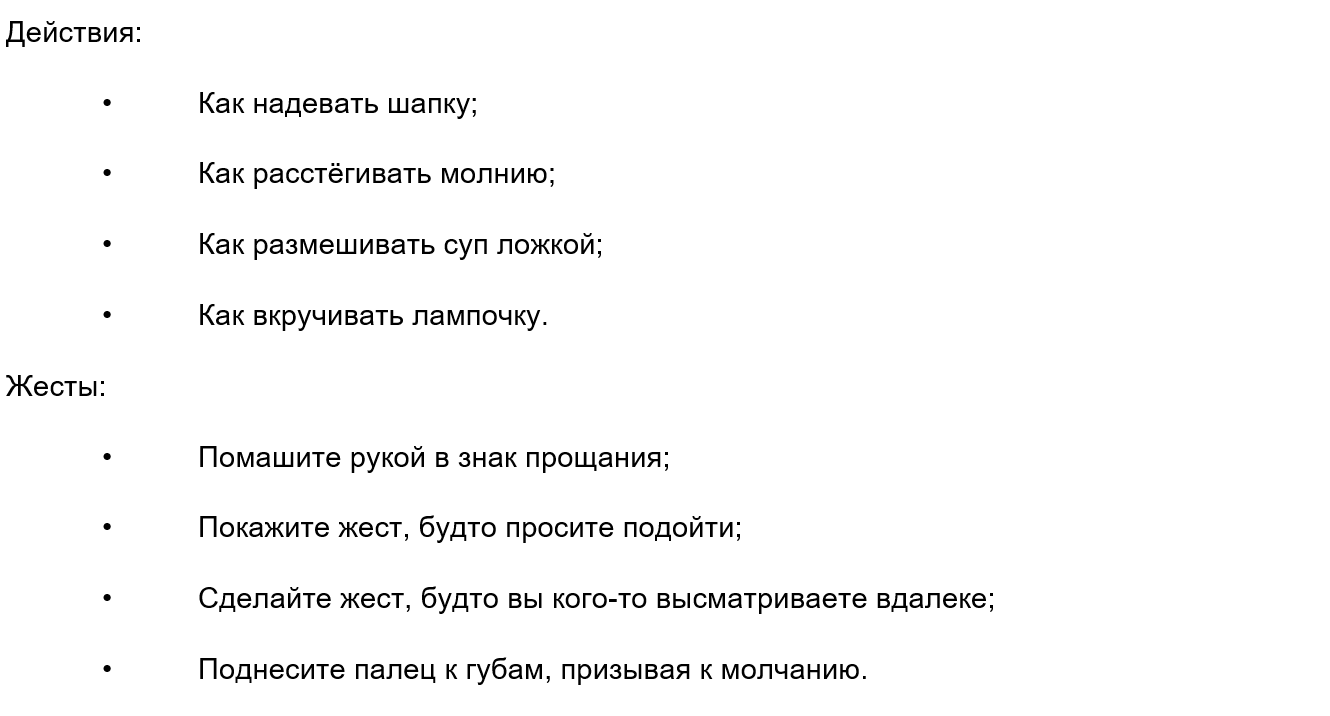 Действия:
• Как надевать шапку;
• Как расстёгивать молнию;
• Как размешивать суп ложкой;
• Как вкручивать лампочку.
Жесты:
• Помашите рукой в знак прощания;
• Покажите жест, будто просите подойти;
• Сделайте жест, будто вы кого-то высматриваете вдалеке;
• Поднесите палец к губам, призывая к молчанию.